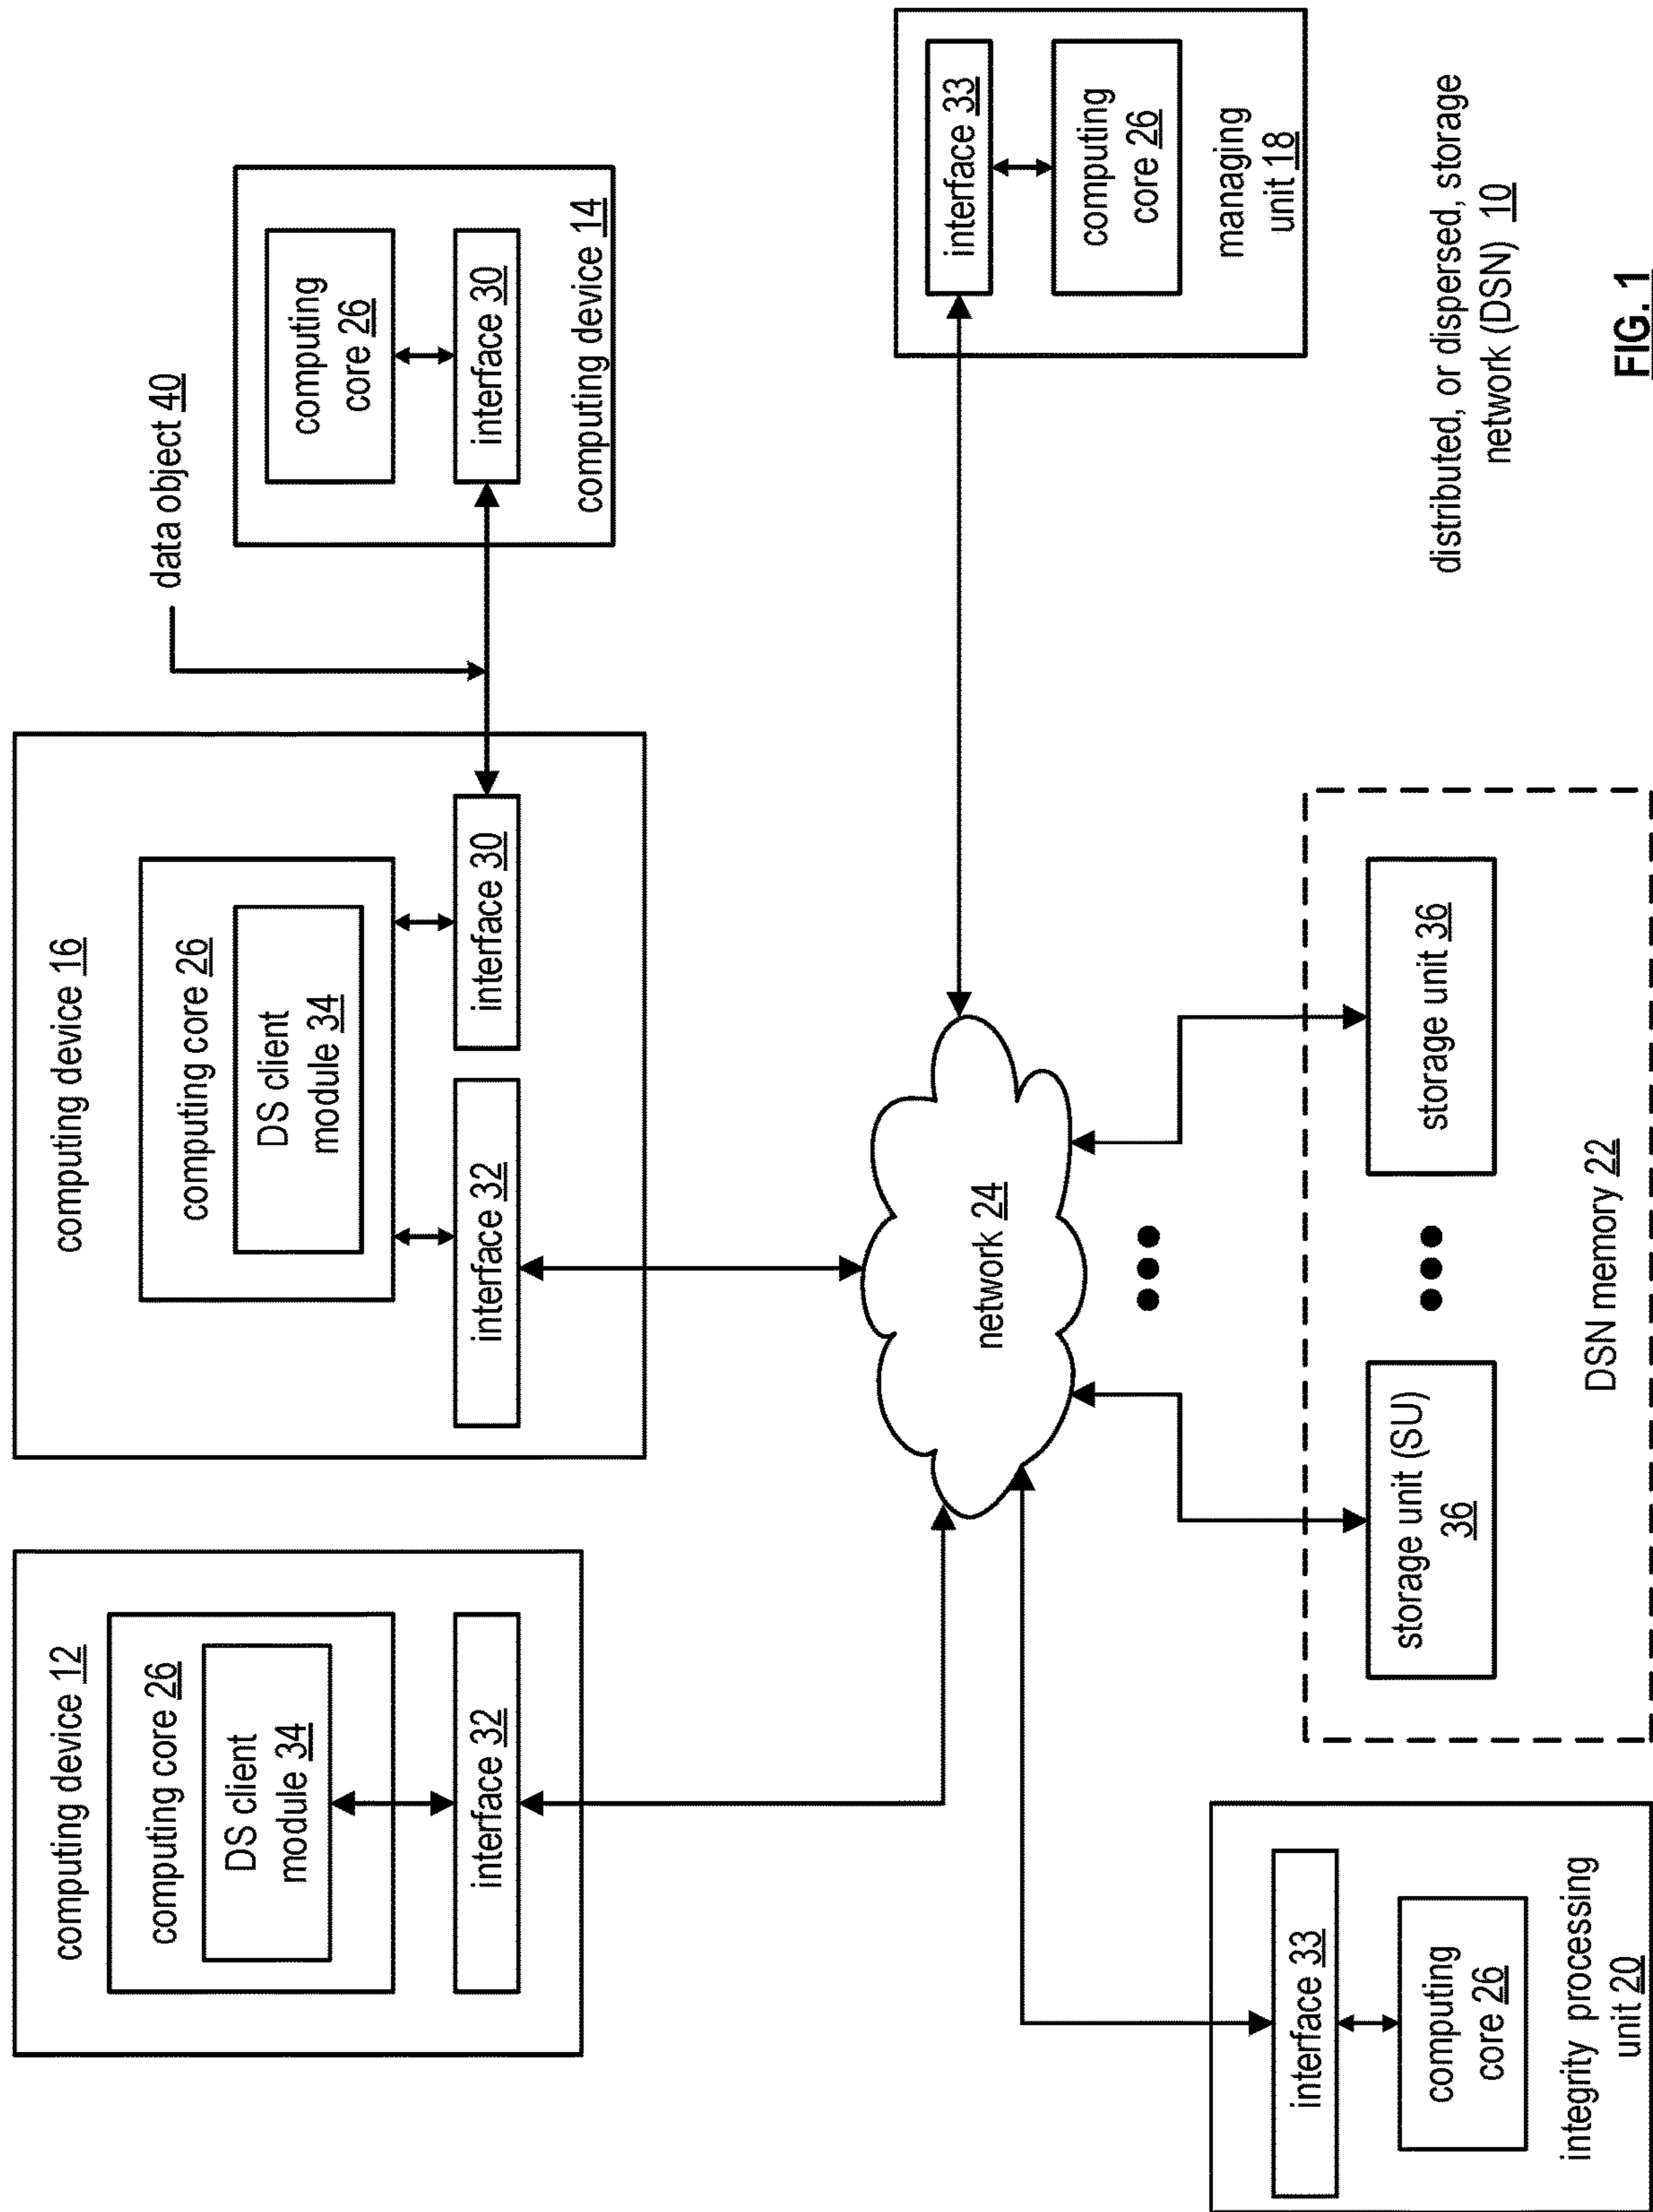 computing device 12
computing core 26
DS client
module 34
interface 32
computing device 16
computing core 26
DS client
module 34
interface 32
interface 30
data object 40
computing
core 26
interface 30
computing device 14
network 24
interface 33
computing
core 26
managing
unit 18
interface 33
computing
core 26
integrity processing
unit 20
storage unit (SU)
36
storage unit 36
DSN memory 22
distributed, or dispersed, storage
network (DSN) 10
FIG. 1